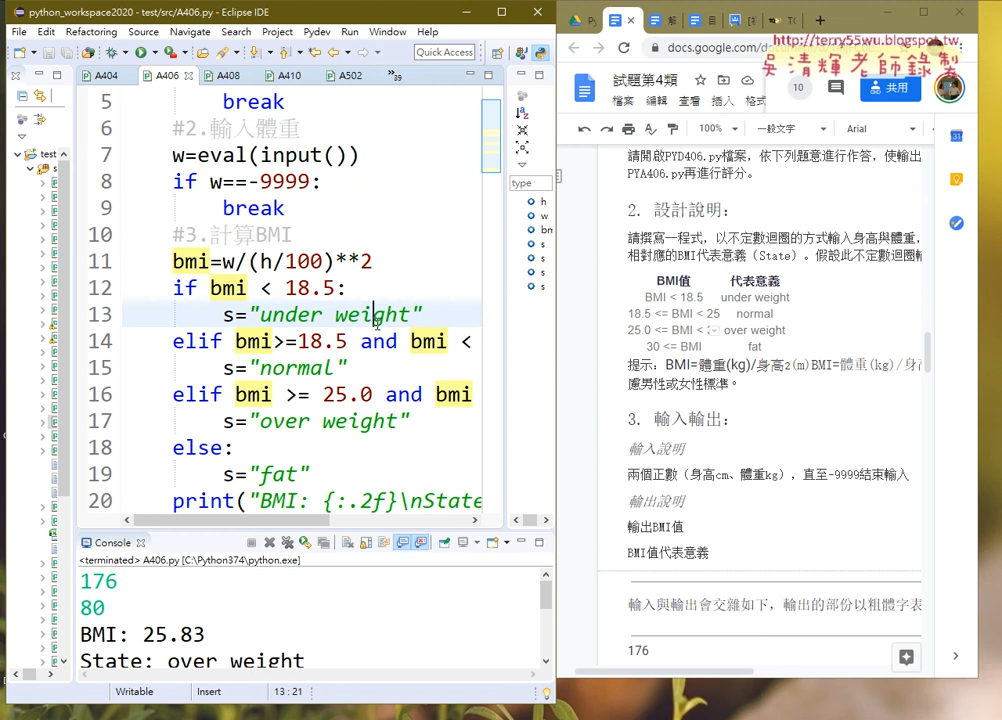 python_workspace2020 - test/src/A406.py - Eclipse IDE
File Edit Refactoring Source Navigate Search Project Pydev Run Window Help
Quick Access
A404 A406 A408 A410 A502 »39
5 break
6 #2.輸入體重
7 w=eval(input())
8 if w==-9999:
9 break
10 #3.計算BMI
11 bmi=w/(h/100)**2
12 if bmi < 18.5:
13 s="under weight"
14 elif bmi>=18.5 and bmi <
15 s="normal"
16 elif bmi >= 25.0 and bmi
17 s="over weight"
18 else:
19 s="fat"
20 print("BMI: {:.2f}\nState
test
type
h
w
bm
s
s
s
s
Console
<terminated> A406.py [C:\Python374\python.exe]
176
80
BMI: 25.83
State: over weight
Writable Insert 13 : 21
docs.google.com/
http://terry55wu.blogspot.tw
吳清輝老師錄製
試題第4類
檔案 編輯 查看 插入 格式
10
共用
100% 一般文字 Arial
請開啟PYD406.py檔案，依下列題意進行作答，使輸出
PYA406.py再進行評分。
2. 設計說明：
請撰寫一程式，以不定數迴圈的方式輸入身高與體重，
相對應的BMI代表意義（State）。假設此不定數迴圈輸
BMI值 代表意義
BMI < 18.5 under weight
18.5 <= BMI < 25 normal
25.0 <= BMI < over weight
30 <= BMI fat
提示：BMI=體重(kg)/身高2(m)BMI=體重(kg)/身高
慮男性或女性標準。
3. 輸入輸出：
輸入說明
兩個正數（身高cm、體重kg），直至-9999結束輸入
輸出說明
輸出BMI值
BMI值代表意義
輸入與輸出會交雜如下，輸出的部份以粗體字表
176